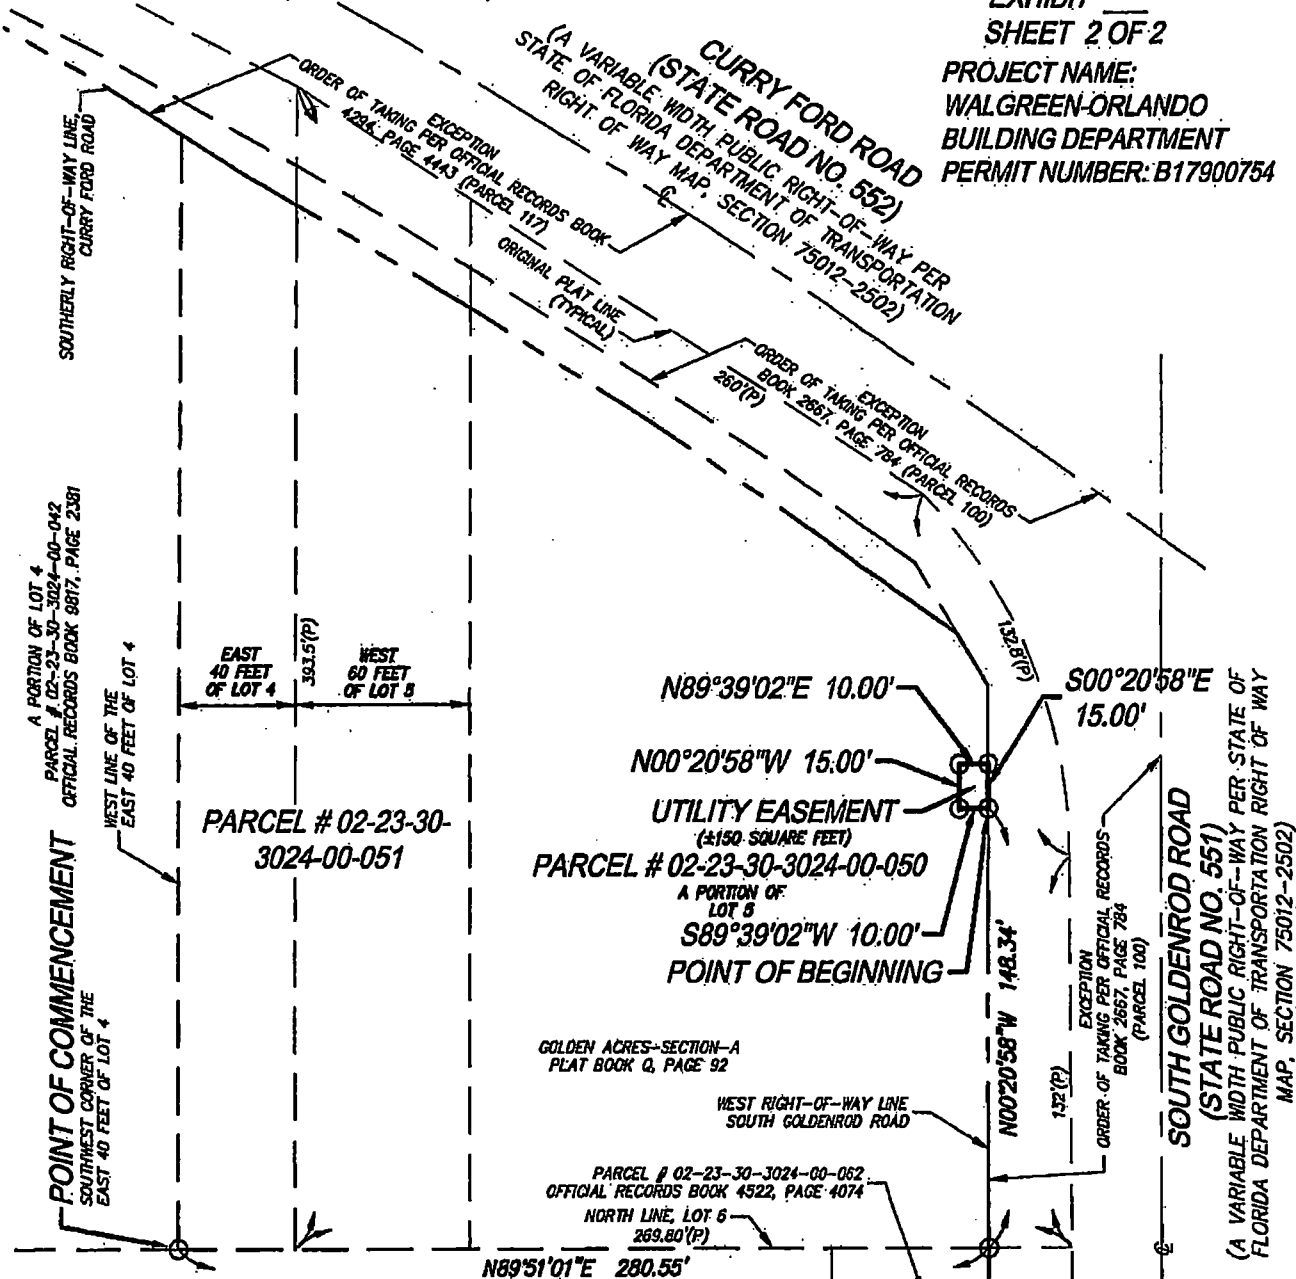 EXHIBIT
SHEET 2 OF 2
PROJECT NAME:
WALGREEN-ORLANDO
BUILDING DEPARTMENT
PERMIT NUMBER: B17900754
CURRY FORD ROAD
(STATE ROAD NO. 552)
(A VARIABLE WIDTH PUBLIC RIGHT-OF-WAY PER
STATE OF FLORIDA DEPARTMENT OF TRANSPORTATION
RIGHT OF WAY MAP, SECTION 75012-2502)
EXCEPTION
ORDER OF TAKING PER OFFICIAL RECORDS BOOK
4294, PAGE 4443 (PARCEL 117)
SOUTHERLY RIGHT-OF-WAY LINE,
CURRY FORD ROAD
ORIGINAL PLAT LINE
(TYPICAL)
260'(P)
EXCEPTION
ORDER OF TAKING PER OFFICIAL RECORDS
BOOK 2667, PAGE 784 (PARCEL 100)
132.8'(P)
A PORTION OF LOT 4
PARCEL # 02-23-30-3024-00-042
OFFICIAL RECORDS BOOK 9817, PAGE 2381
WEST LINE OF THE
EAST 40 FEET OF LOT 4
EAST
40 FEET
OF LOT 4
393.5'(P)
WEST
60 FEET
OF LOT 5
N89°39'02"E 10.00'
S00°20'58"E
15.00'
N00°20'58"W 15.00'
UTILITY EASEMENT
(±150 SQUARE FEET)
PARCEL # 02-23-30-
3024-00-051
PARCEL # 02-23-30-3024-00-050
A PORTION OF
LOT 5
S89°39'02"W 10.00'
POINT OF BEGINNING
POINT OF COMMENCEMENT
SOUTHWEST CORNER OF THE
EAST 40 FEET OF LOT 4
GOLDEN ACRES-SECTION-A
PLAT BOOK Q, PAGE 92
N00°20'58"W 148.34'
132'(P)
EXCEPTION
ORDER OF TAKING PER OFFICIAL RECORDS
BOOK 2667, PAGE 784
(PARCEL 100)
SOUTH GOLDENROD ROAD
(STATE ROAD NO. 551)
(A VARIABLE WIDTH PUBLIC RIGHT-OF-WAY PER STATE OF
FLORIDA DEPARTMENT OF TRANSPORTATION RIGHT OF WAY
MAP, SECTION 75012-2502)
WEST RIGHT-OF-WAY LINE
SOUTH GOLDENROD ROAD
PARCEL # 02-23-30-3024-00-062
OFFICIAL RECORDS BOOK 4522, PAGE 4074
NORTH LINE, LOT 6
269.80'(P)
N89°51'01"E 280.55'